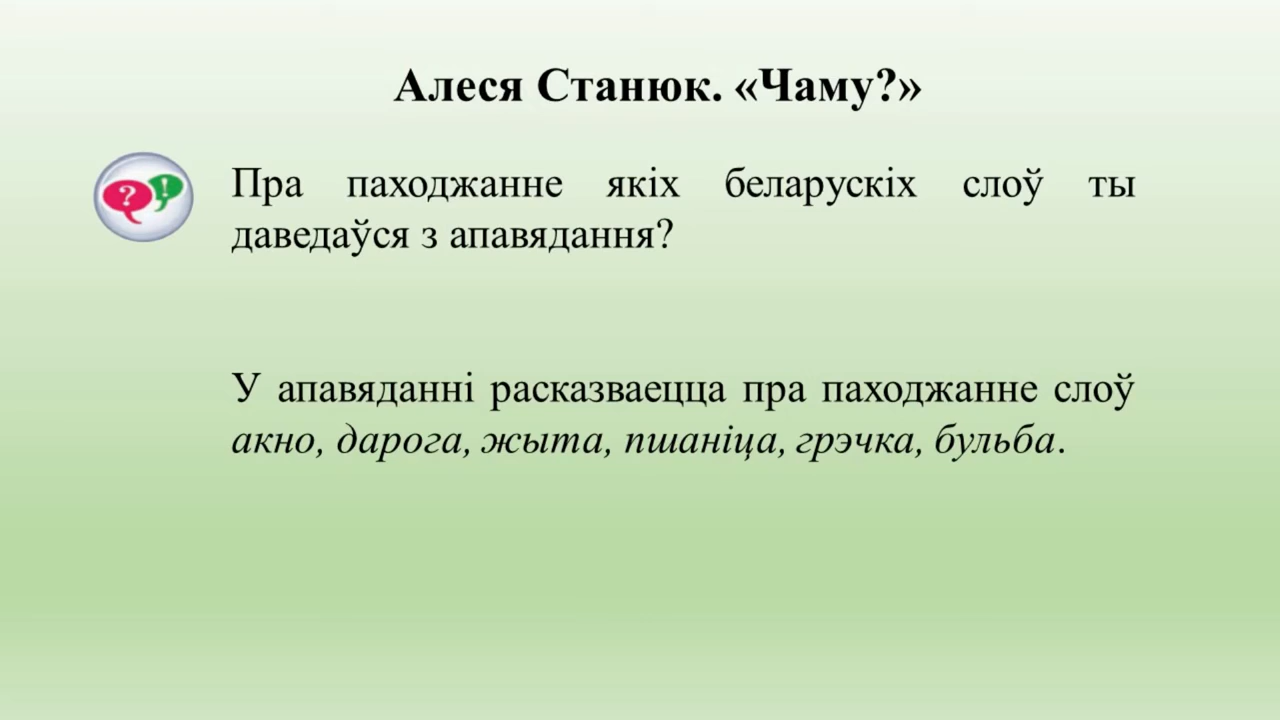 Алеся Станюк. «Чаму?»
Пра паходжанне якіх беларускіх слоў ты
даведаўся з апавядання?
У апавяданні расказваецца пра паходжанне слоў
акно, дарога, жыта, пшаніца, грэчка, бульба.